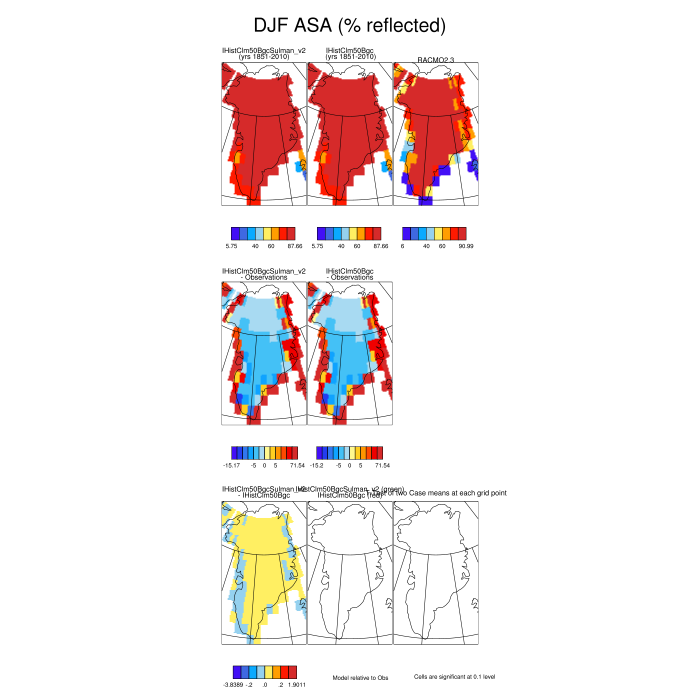 DJF ASA (% reflected)
IHistClm50BgcSulman_v2
(yrs 1851-2010)
IHistClm50Bgc
(yrs 1851-2010)
RACMO2.3
5.75 40 60 87.66
5.75 40 60 87.66
6 40 60 90.99
IHistClm50BgcSulman_v2
- Observations
IHistClm50Bgc
- Observations
-15.17 -5 0 5 71.54
-15.2 -5 0 5 71.54
IHistClm50BgcSulman_v2
- IHistClm50Bgc
IHistClm50BgcSulman_v2 (green)
IHistClm50Bgc (red)
of two Case means at each grid point
-3.8389 -.2 .0 .2 1.9011
Model relative to Obs
Cells are significant at 0.1 level